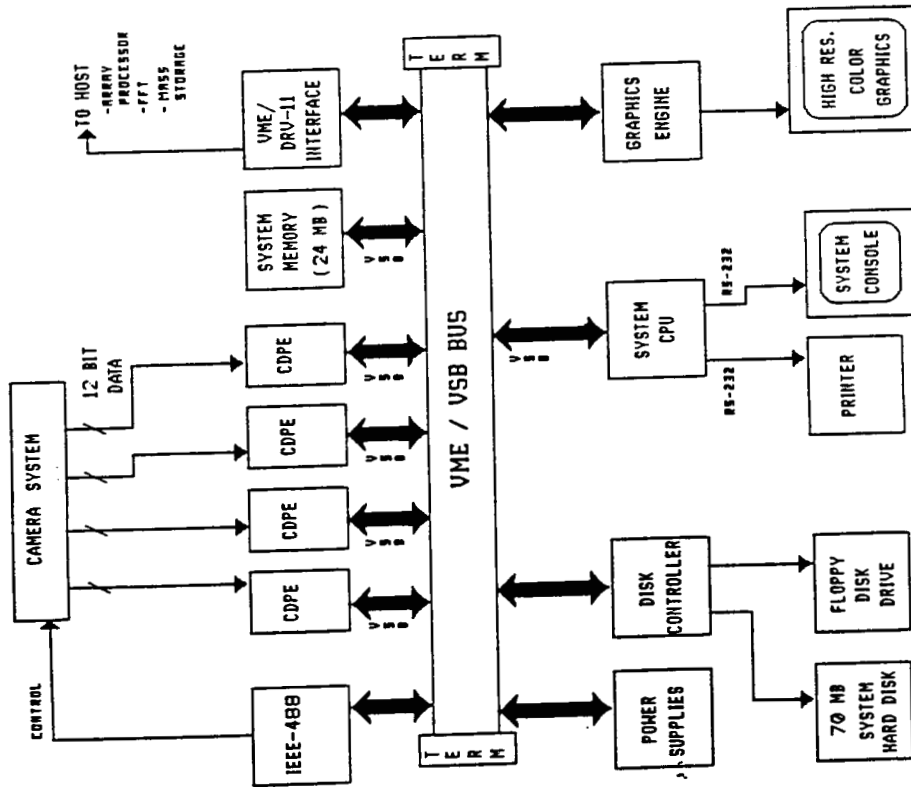 CAMERA SYSTEM
CONTROL
12 BIT
DATA
TO HOST
-ARRAY
PROCESSOR
-FFT
- MASS
STORAGE
IEEE-488
CDPE
CDPE
CDPE
CDPE
SYSTEM
MEMORY
(24 MB)
VME/
DRV-11
INTERFACE
VSB
VSB
VSB
VSB
VSB
TERM
VME / VSB BUS
TERM
VSB
POWER
SUPPLIES
DISK
CONTROLLER
SYSTEM
CPU
GRAPHICS
ENGINE
RS-232
RS-232
70 MB
SYSTEM
HARD DISK
FLOPPY
DISK
DRIVE
PRINTER
SYSTEM
CONSOLE
HIGH RES.
COLOR
GRAPHICS